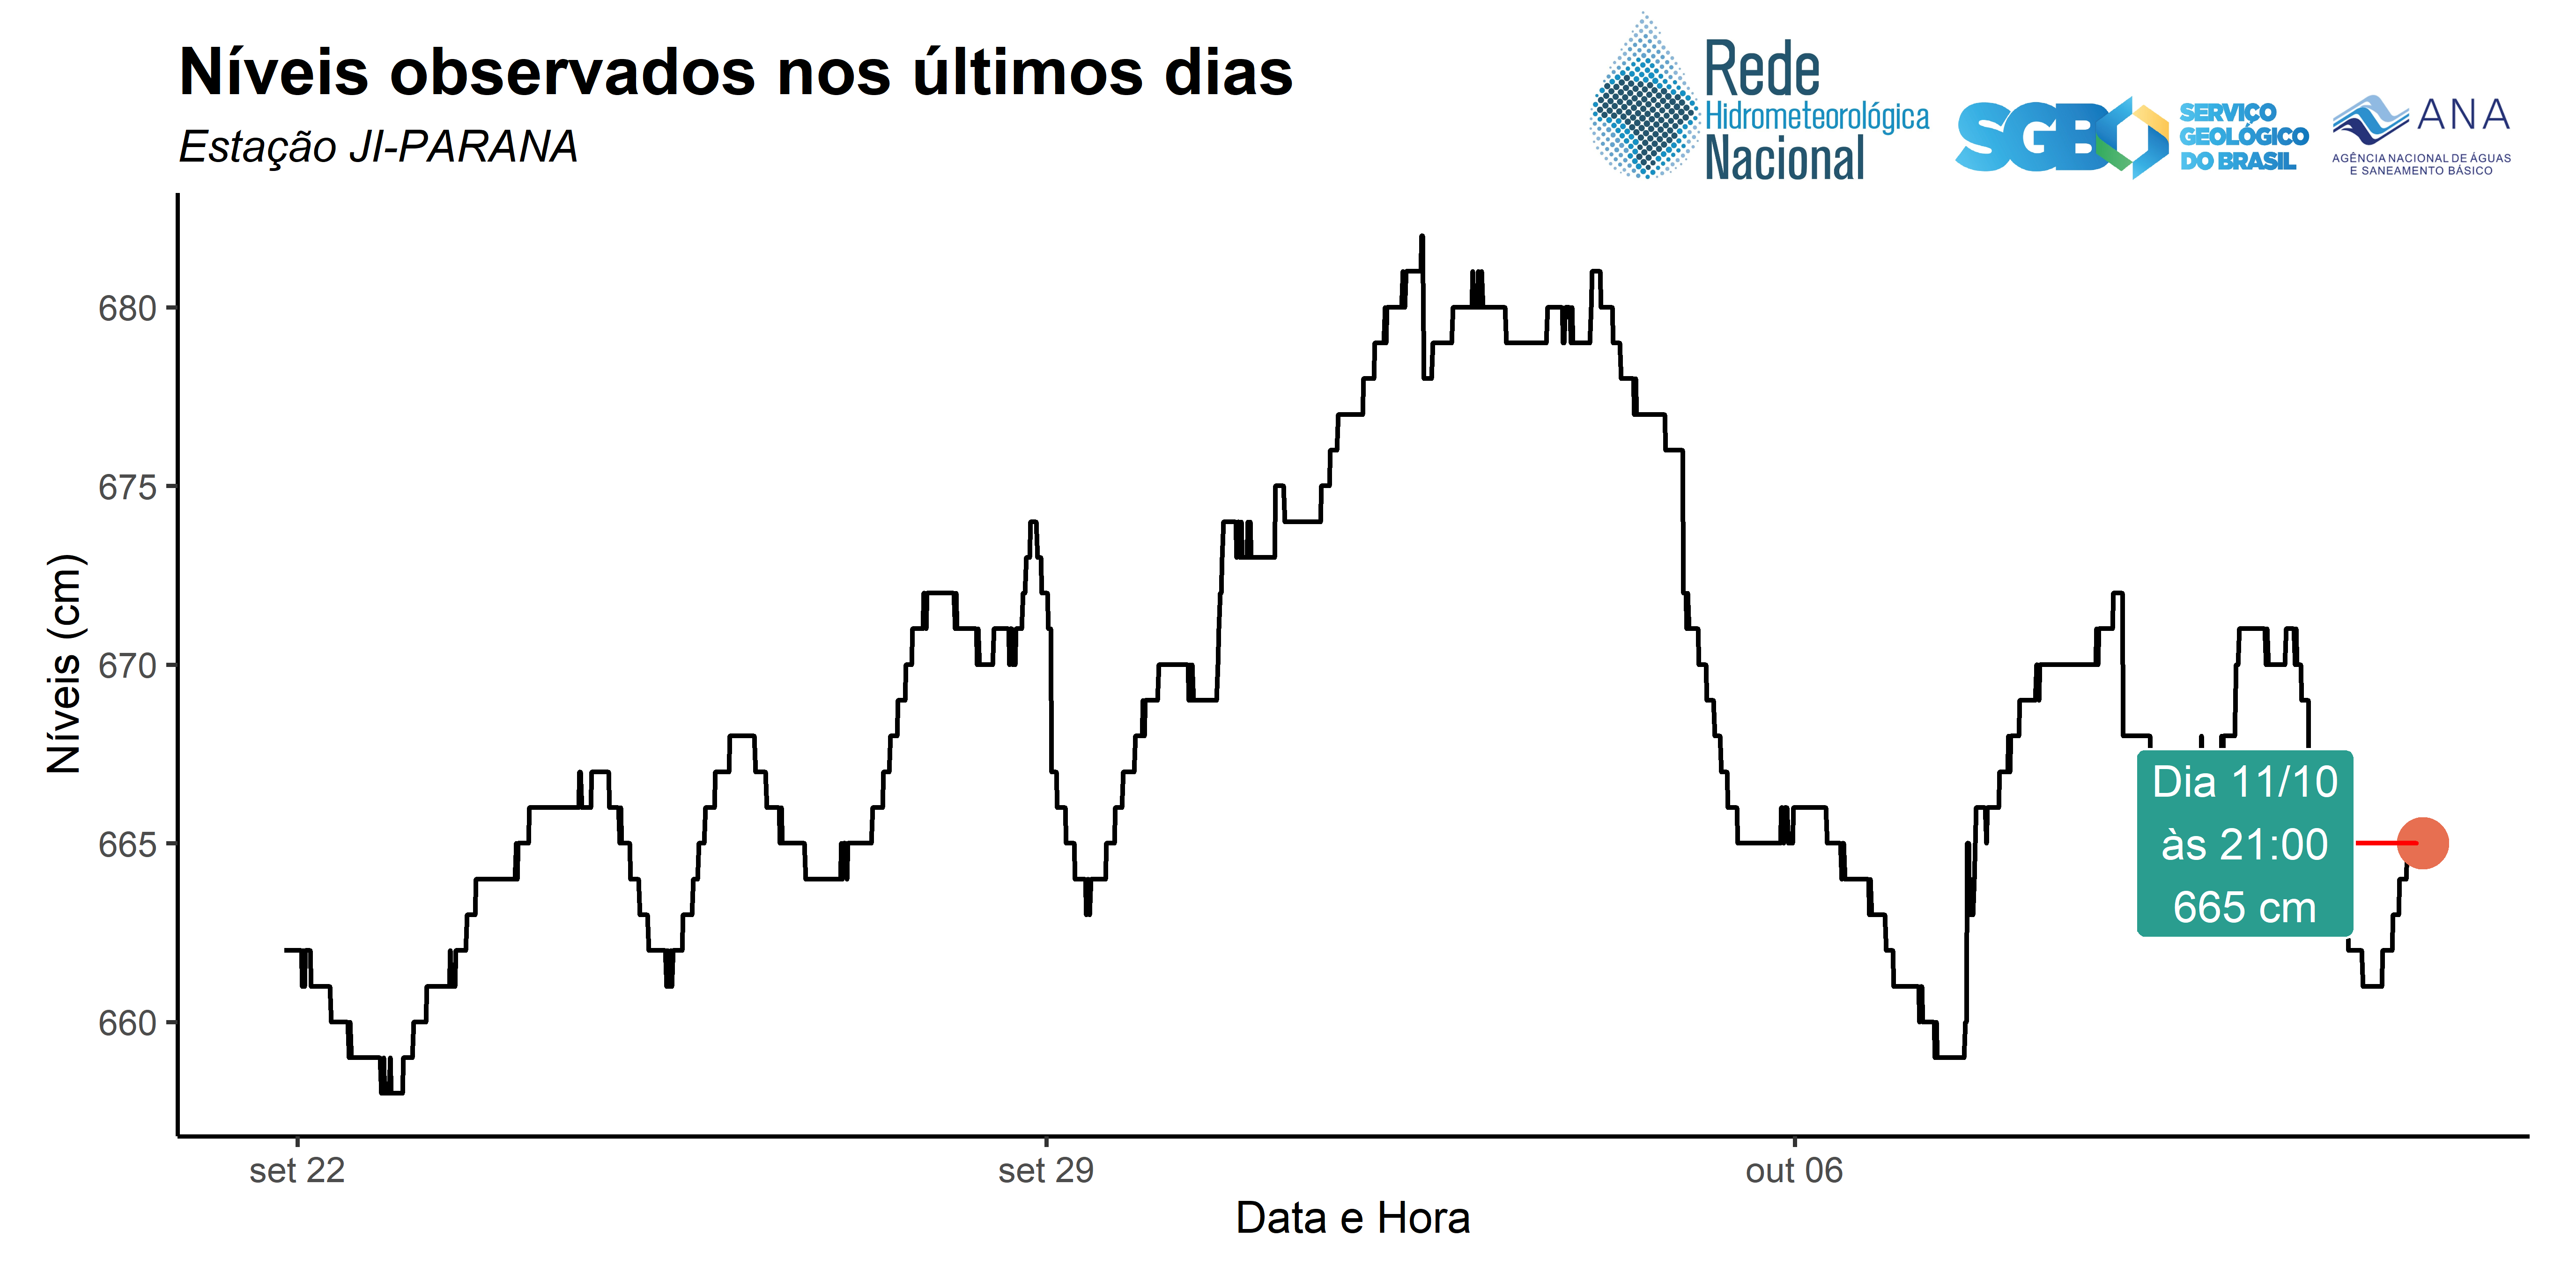 Níveis observados nos últimos dias
Estação JI-PARANA
Rede
Hidrometeorológica
Nacional
SGB
SERVIÇO
GEOLÓGICO
DO BRASIL
ANA
AGÊNCIA NACIONAL DE ÁGUAS
E SANEAMENTO BÁSICO
Níveis (cm)
680
675
670
665
660
Dia 11/10
às 21:00
665 cm
set 22
set 29
out 06
Data e Hora